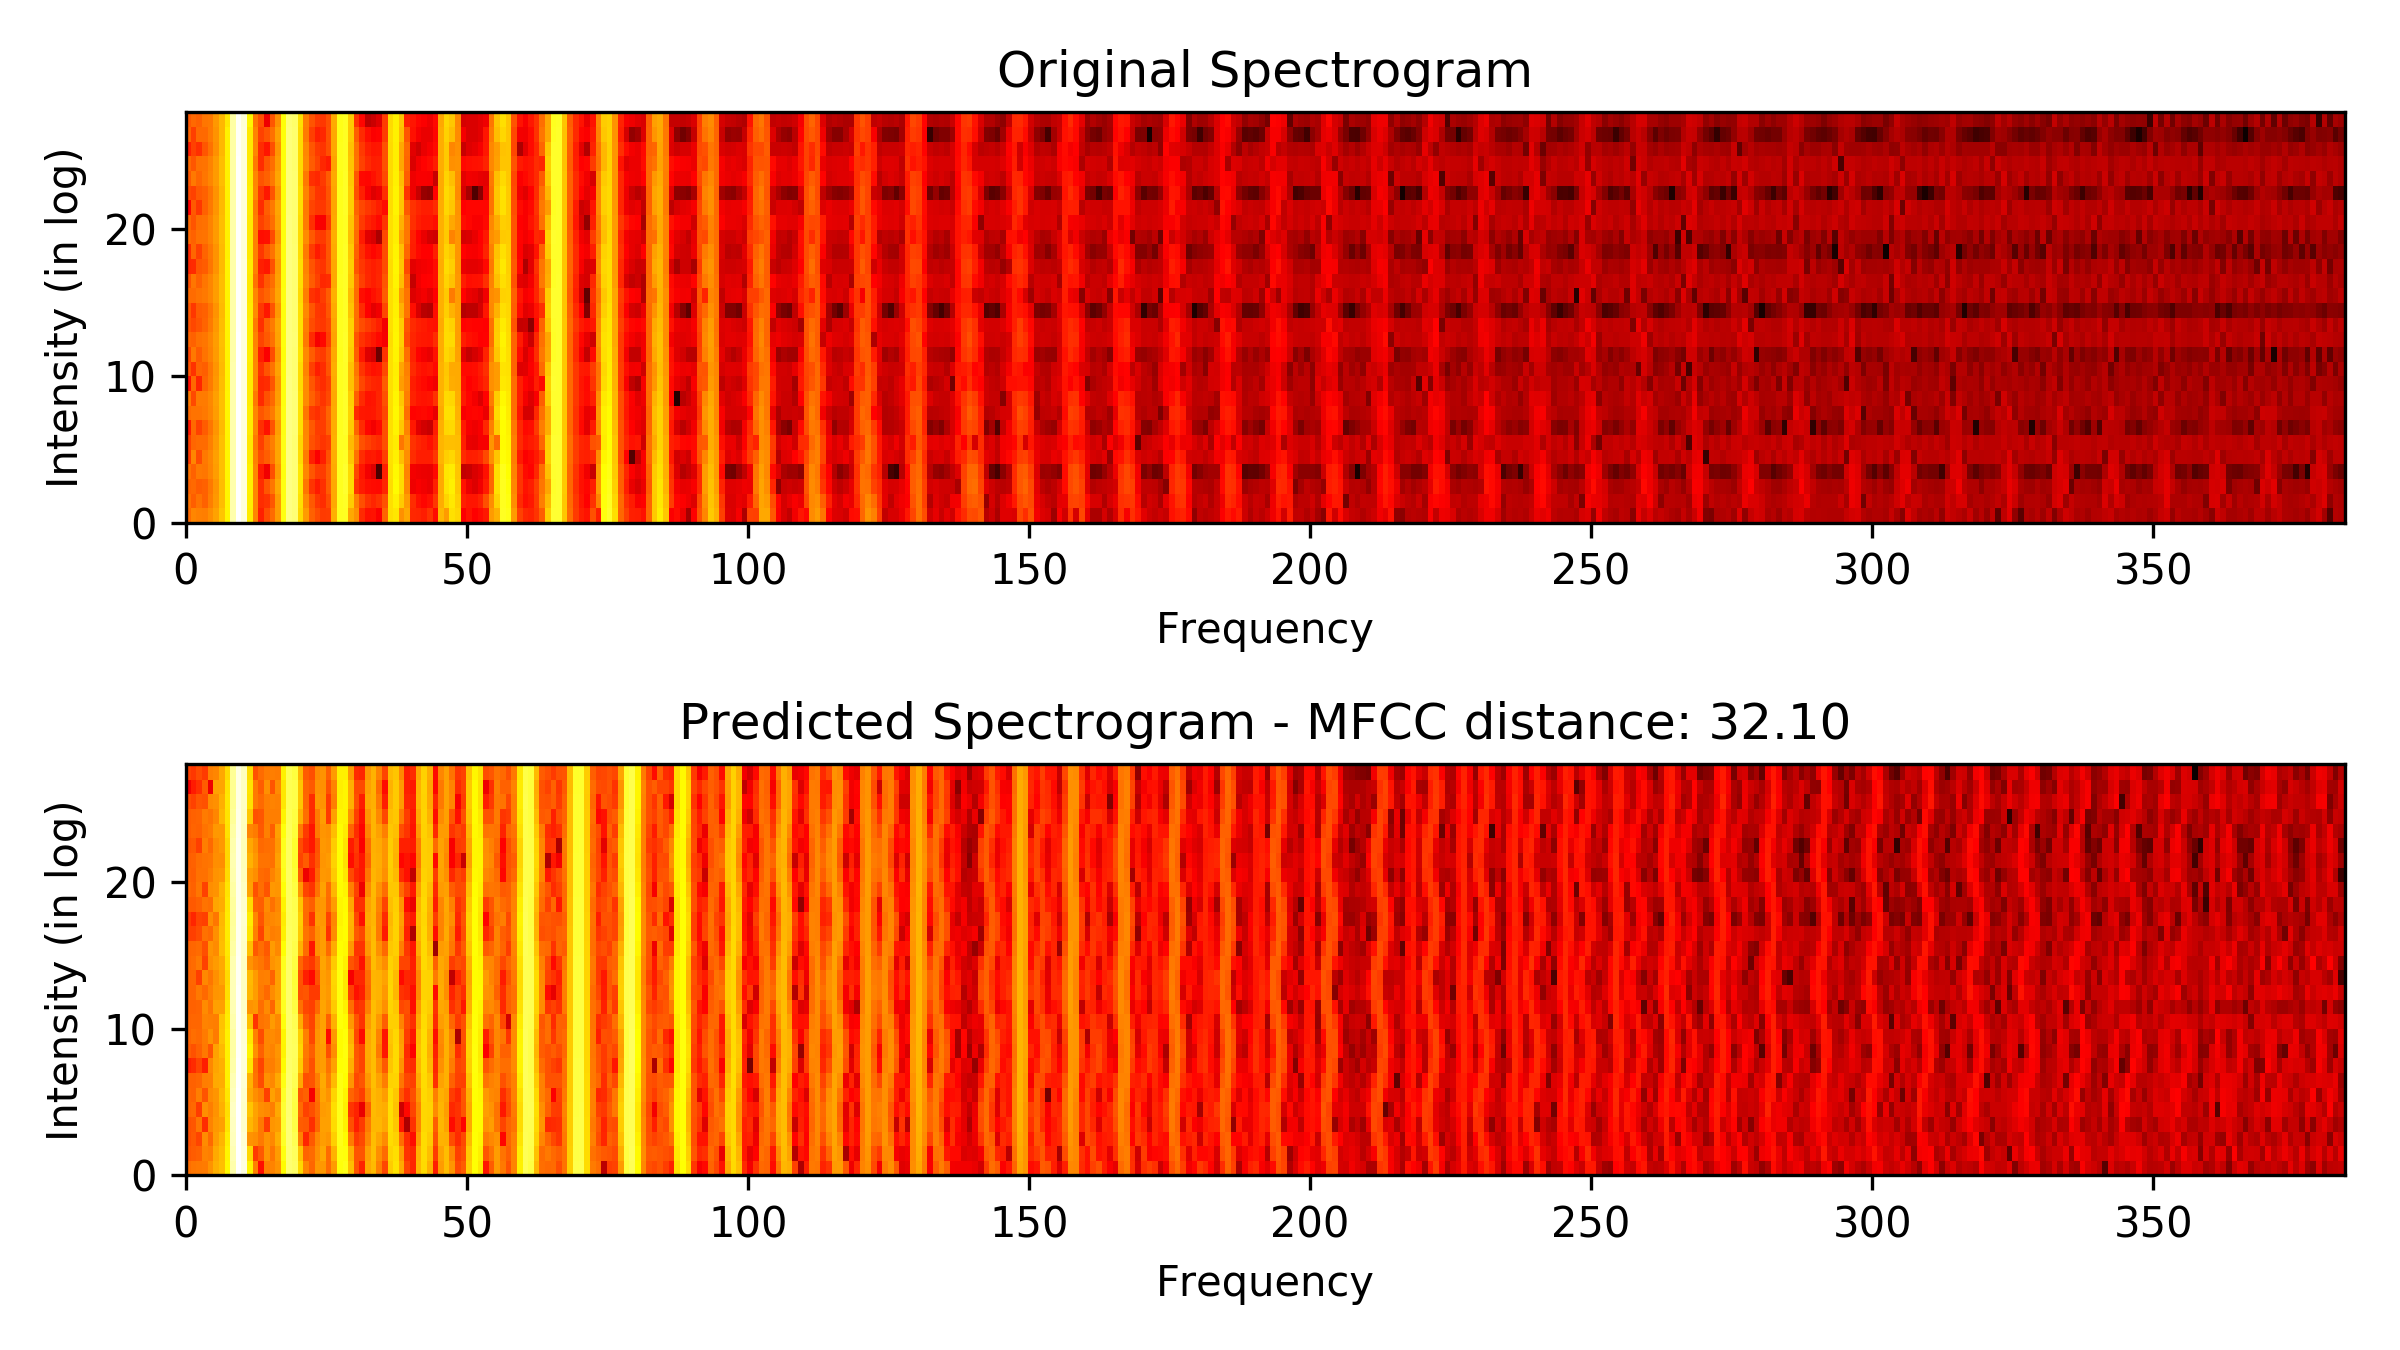 Original Spectrogram
Intensity (in log)
20
10
0
0 50 100 150 200 250 300 350
Frequency
Predicted Spectrogram - MFCC distance: 32.10
Intensity (in log)
20
10
0
0 50 100 150 200 250 300 350
Frequency